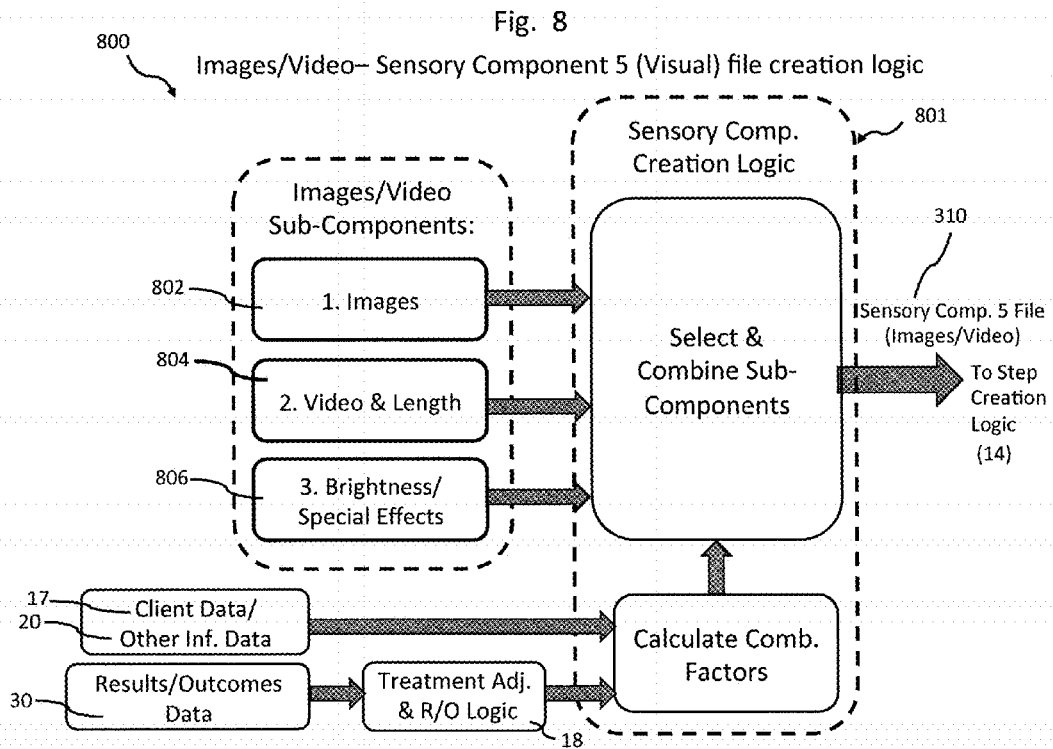 Fig. 8
800
Images/Video– Sensory Component 5 (Visual) file creation logic
801
Sensory Comp.
Creation Logic
Images/Video
Sub-Components:
802
1. Images
804
2. Video & Length
806
3. Brightness/
Special Effects
Select &
Combine Sub-
Components
310
Sensory Comp. 5 File
(Images/Video)
To Step
Creation
Logic
(14)
17
Client Data/
20
Other Inf. Data
Calculate Comb.
Factors
Results/Outcomes
Data
30
Treatment Adj.
& R/O Logic
18